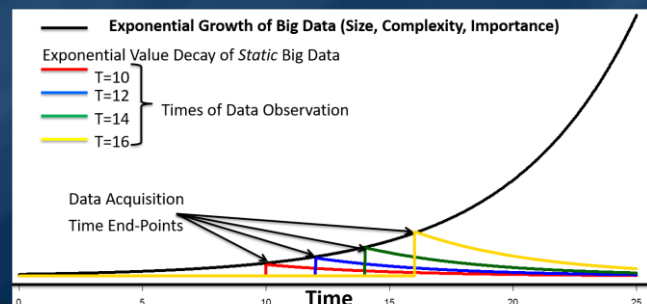 Exponential Growth of Big Data (Size, Complexity, Importance)
Exponential Value Decay of Static Big Data
T=10
T=12
T=14
T=16
Times of Data Observation
Data Acquisition
Time End-Points
0 5 10 15 20 25
Time